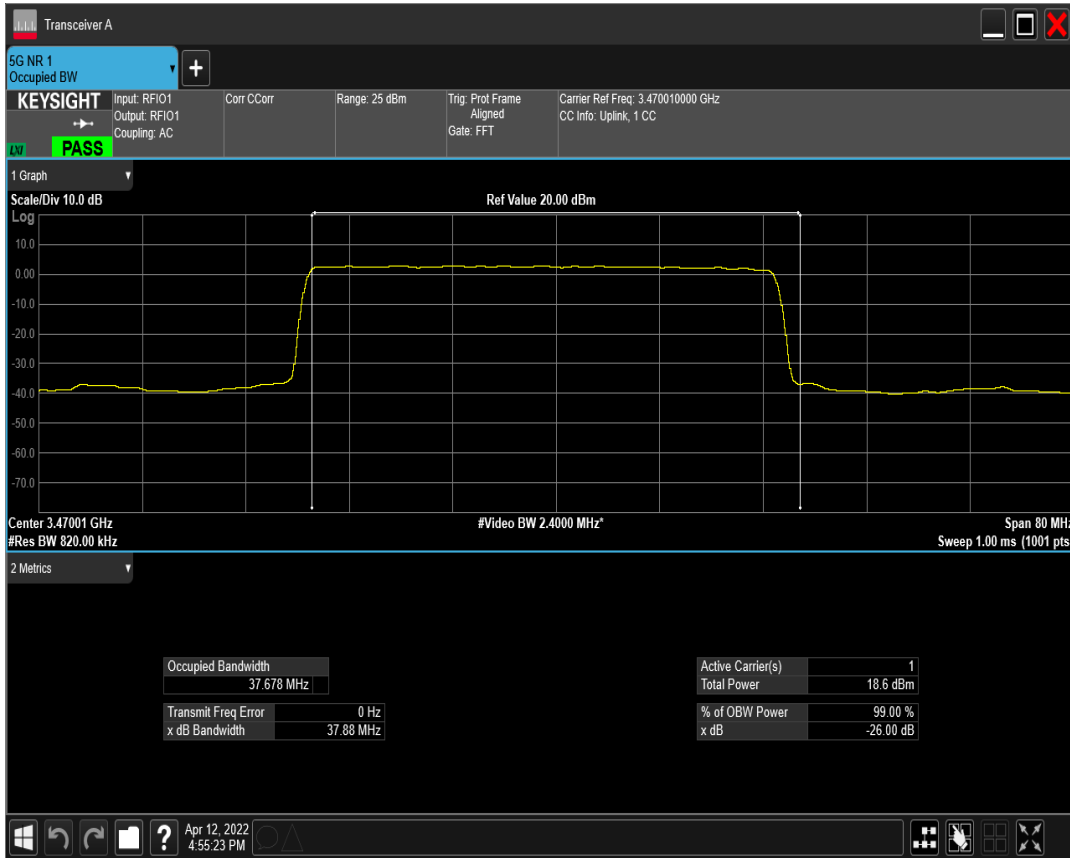 Transceiver A
5G NR 1
Occupied BW
KEYSIGHT
Input: RFIO1
Output: RFIO1
Coupling: AC
Corr CCorr
Range: 25 dBm
Trig: Prot Frame
Aligned
Gate: FFT
Carrier Ref Freq: 3.470010000 GHz
CC Info: Uplink, 1 CC
LXI
PASS
1 Graph
Scale/Div 10.0 dB
Ref Value 20.00 dBm
Log
10.0
0.00
-10.0
-20.0
-30.0
-40.0
-50.0
-60.0
-70.0
Center 3.47001 GHz
#Video BW 2.4000 MHz*
Span 80 MHz
#Res BW 820.00 kHz
Sweep 1.00 ms (1001 pts
2 Metrics
Occupied Bandwidth
37.678 MHz
Transmit Freq Error 0 Hz
x dB Bandwidth 37.88 MHz
Active Carrier(s) 1
Total Power 18.6 dBm
% of OBW Power 99.00 %
x dB -26.00 dB
Apr 12, 2022
4:55:23 PM